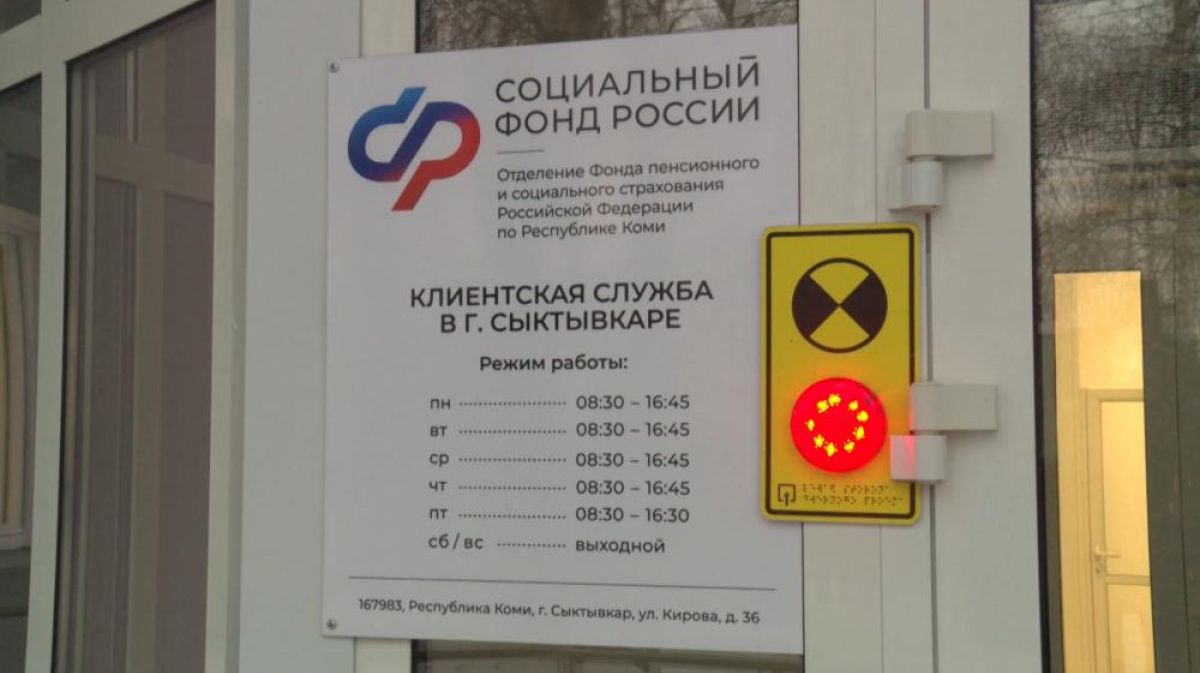 СОЦИАЛЬНЫЙ
ФОНД РОССИИ
Отделение Фонда пенсионного
и социального страхования
Российской Федерации
по Республике Коми
КЛИЕНТСКАЯ СЛУЖБА
В Г. СЫКТЫВКАРЕ
Режим работы:
пн ........................ 08:30 – 16:45
вт ........................ 08:30 – 16:45
ср ........................ 08:30 – 16:45
чт ........................ 08:30 – 16:45
пт ........................ 08:30 – 16:30
сб / вс ................ выходной
167983, Республика Коми, г. Сыктывкар, ул. Кирова, д. 36